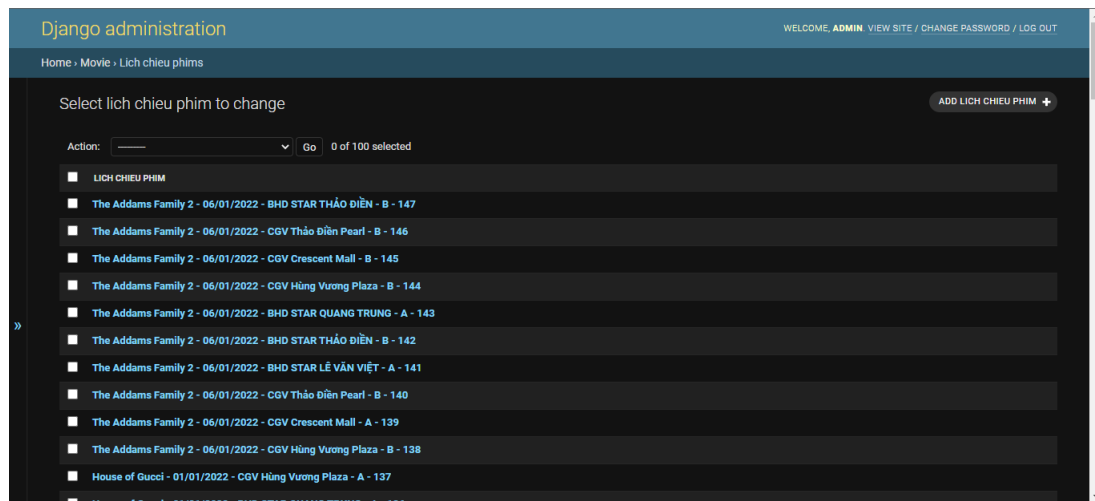 Django administration
WELCOME, ADMIN. VIEW SITE / CHANGE PASSWORD / LOG OUT
Home › Movie › Lich chieu phims
Select lich chieu phim to change
ADD LICH CHIEU PHIM +
Action: --------- Go 0 of 100 selected
LICH CHIEU PHIM
The Addams Family 2 - 06/01/2022 - BHD STAR THẢO ĐIỀN - B - 147
The Addams Family 2 - 06/01/2022 - CGV Thảo Điền Pearl - B - 146
The Addams Family 2 - 06/01/2022 - CGV Crescent Mall - B - 145
The Addams Family 2 - 06/01/2022 - CGV Hùng Vương Plaza - B - 144
The Addams Family 2 - 06/01/2022 - BHD STAR QUANG TRUNG - A - 143
»
The Addams Family 2 - 06/01/2022 - BHD STAR THẢO ĐIỀN - B - 142
The Addams Family 2 - 06/01/2022 - BHD STAR LÊ VĂN VIỆT - A - 141
The Addams Family 2 - 06/01/2022 - CGV Thảo Điền Pearl - B - 140
The Addams Family 2 - 06/01/2022 - CGV Crescent Mall - A - 139
The Addams Family 2 - 06/01/2022 - CGV Hùng Vương Plaza - B - 138
House of Gucci - 01/01/2022 - CGV Hùng Vương Plaza - A - 137